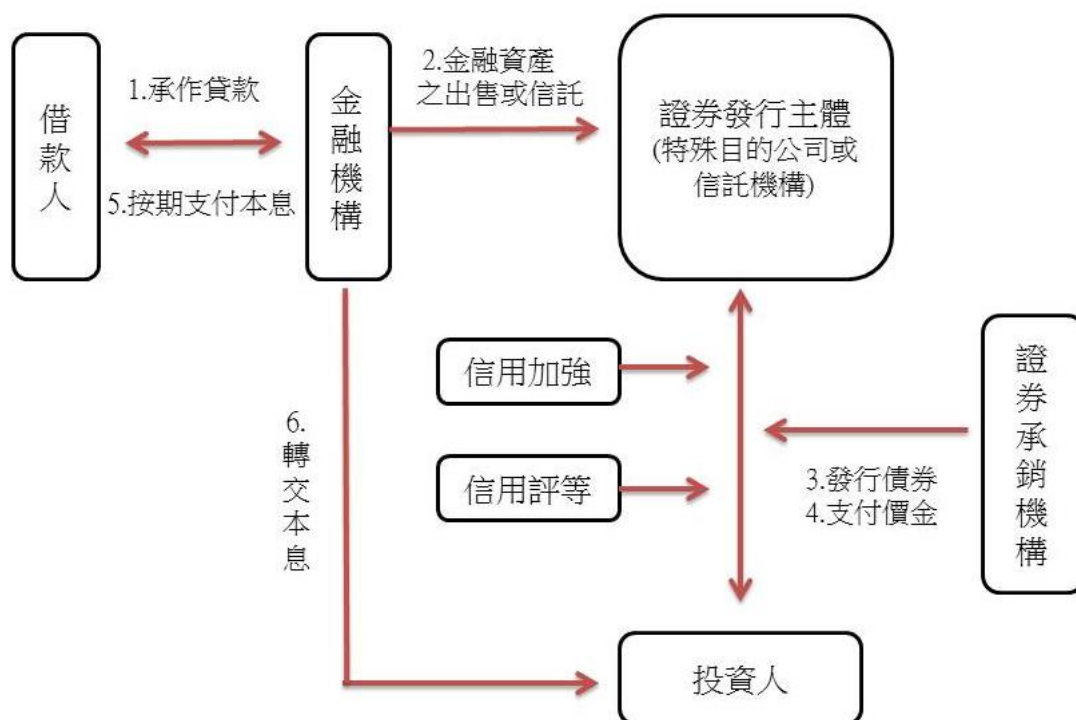 借款人
1.承作貸款
5.按期支付本息
金融機構
2.金融資產
之出售或信託
證券發行主體
(特殊目的公司或
信託機構)
信用加強
信用評等
證券承銷機構
3.發行債券
4.支付價金
6.轉交本息
投資人